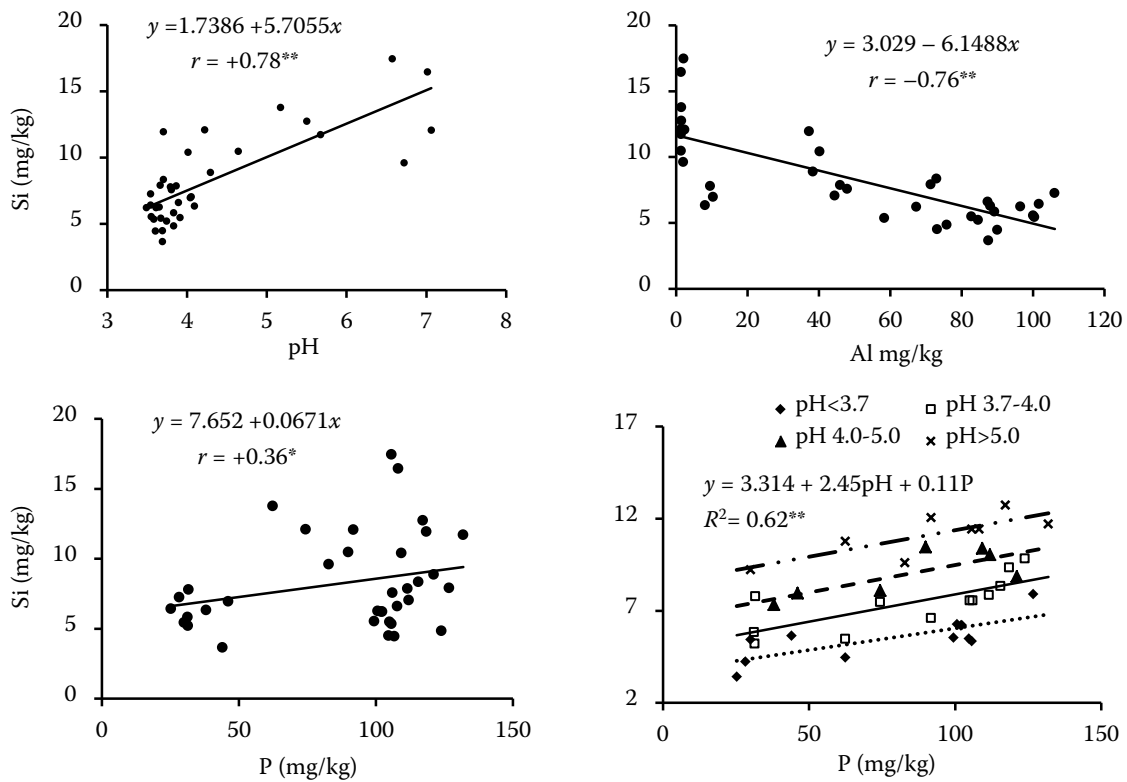 y =1.7386 +5.7055x
r = +0.78**
Si (mg/kg)
20
15
10
5
0
3 4 5 6 7 8
pH
y = 3.029 – 6.1488x
r = –0.76**
20
15
10
5
0
0 20 40 60 80 100 120
Al mg/kg
y = 7.652 +0.0671x
r = +0.36*
Si (mg/kg)
20
15
10
5
0
0 50 100 150
P (mg/kg)
pH<3.7 pH 3.7-4.0
pH 4.0-5.0 pH>5.0
y = 3.314 + 2.45pH + 0.11P
R²= 0.62**
17
12
7
2
0 50 100 150
P (mg/kg)